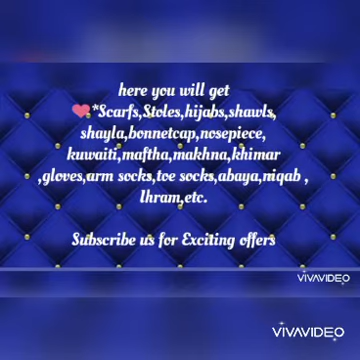 here you will get
❤*Scarfs,Stoles,hijabs,shawls,
shayla,bonnetcap,nosepiece,
kuwaiti,maftha,makhna,khimar
,gloves,arm socks,toe socks,abaya,niqab ,
Ihram,etc.
Subscribe us for Exciting offers
VIVAVIDEO
VIVAVIDEO